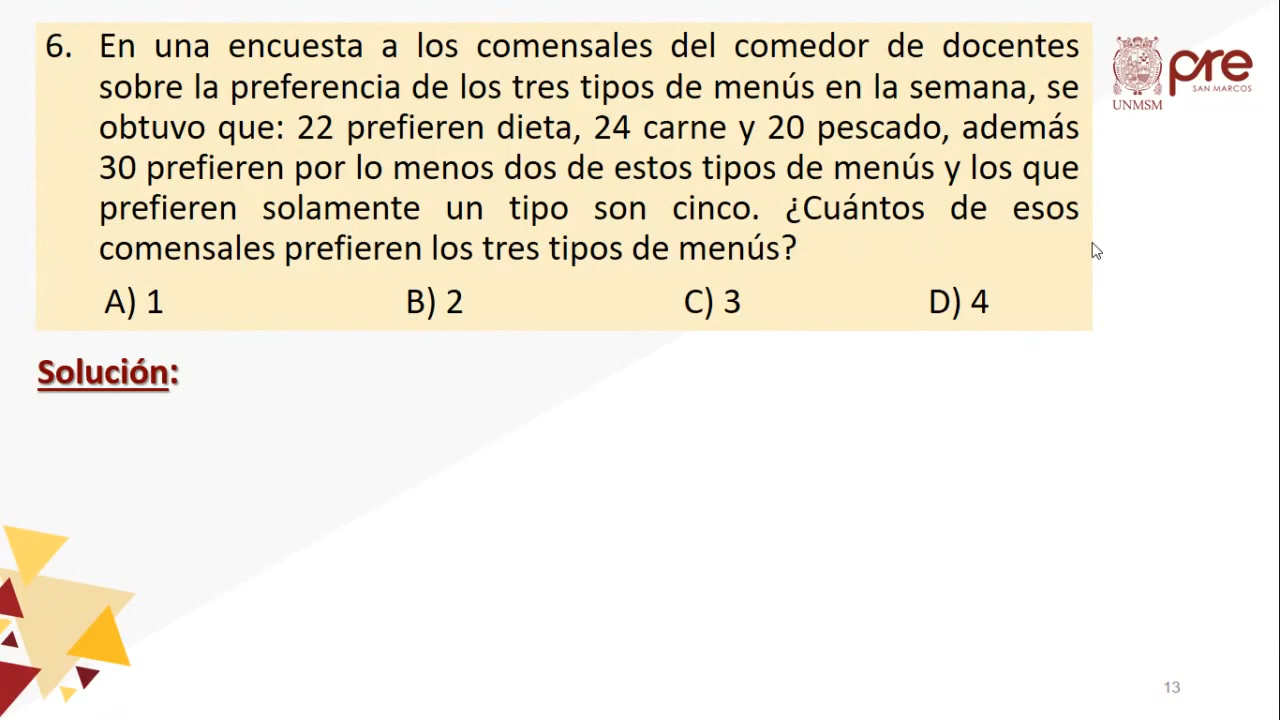 6. En una encuesta a los comensales del comedor de docentes
sobre la preferencia de los tres tipos de menús en la semana, se
obtuvo que: 22 prefieren dieta, 24 carne y 20 pescado, además
30 prefieren por lo menos dos de estos tipos de menús y los que
prefieren solamente un tipo son cinco. ¿Cuántos de esos
comensales prefieren los tres tipos de menús?
A) 1 B) 2 C) 3 D) 4
UNMSM
pre
SAN MARCOS
Solución:
13